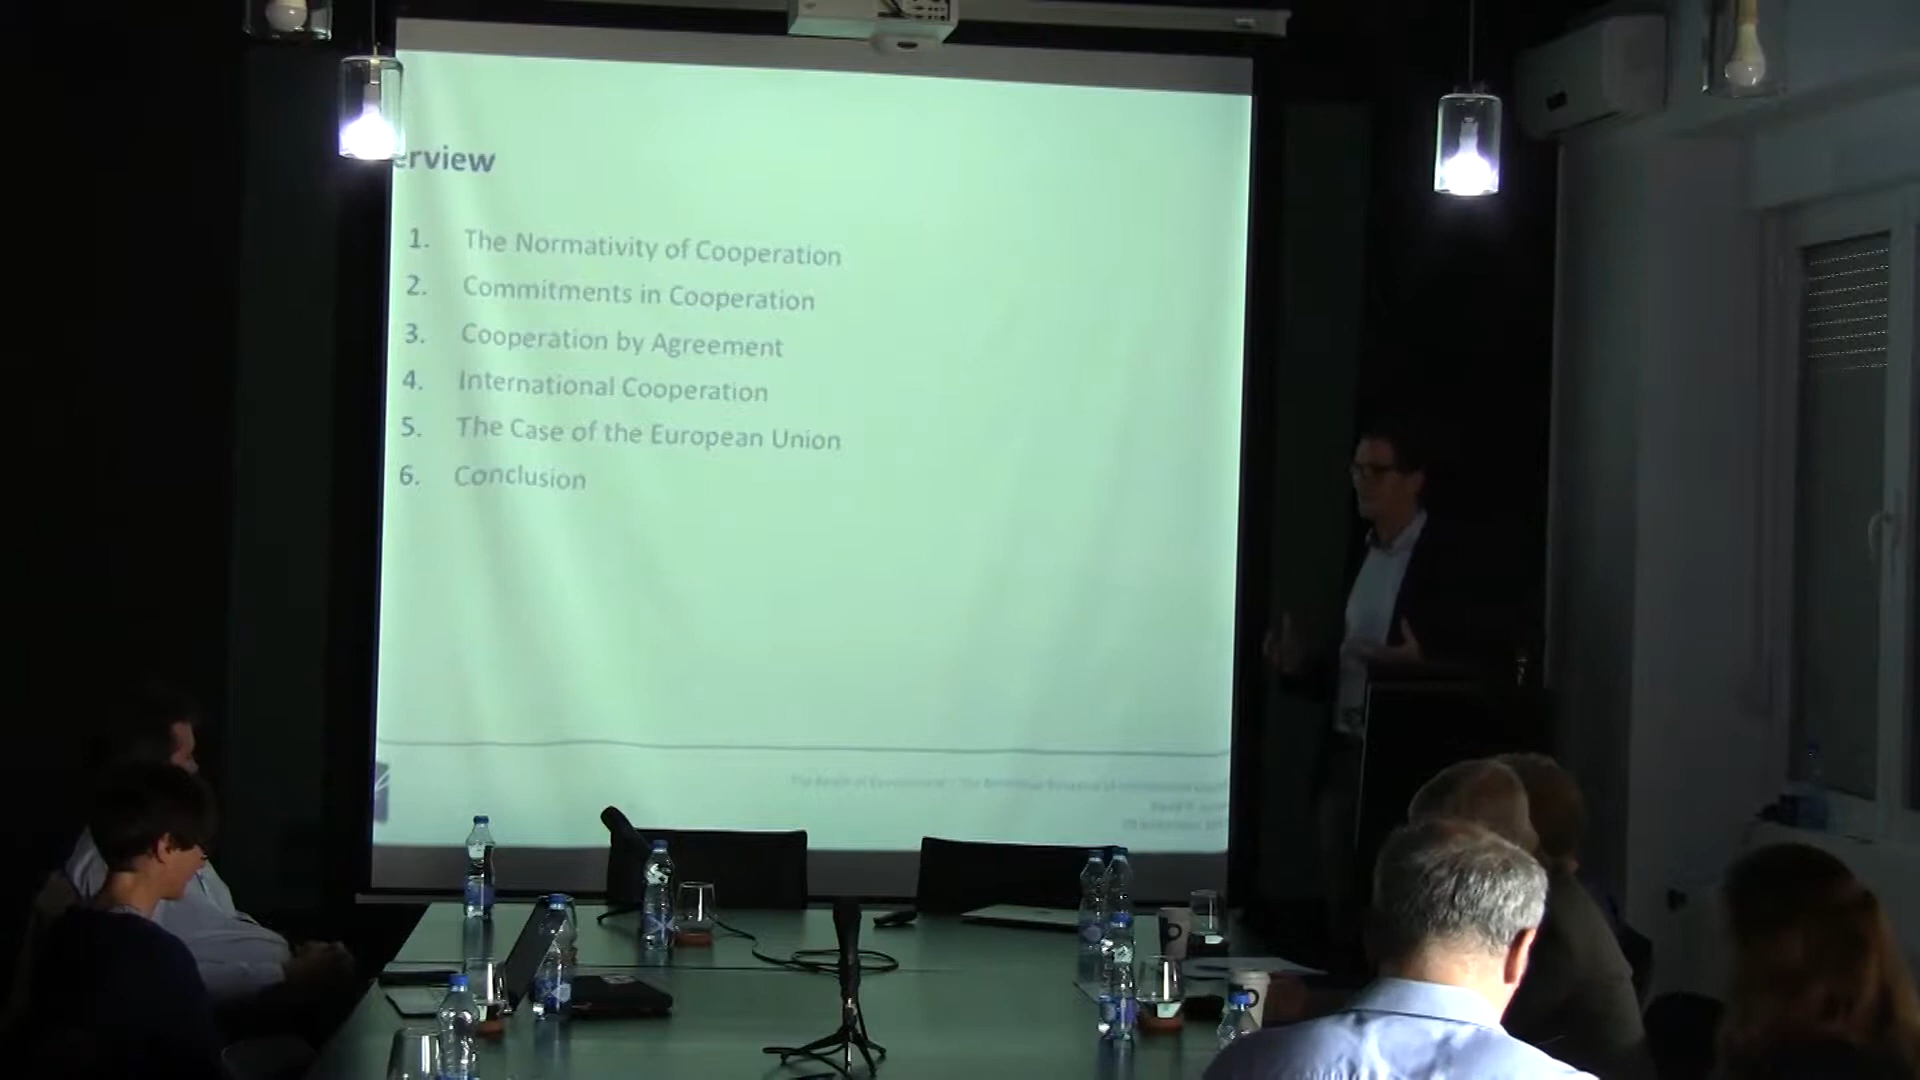 erview
1. The Normativity of Cooperation
2. Commitments in Cooperation
3. Cooperation by Agreement
4. International Cooperation
5. The Case of the European Union
6. Conclusion